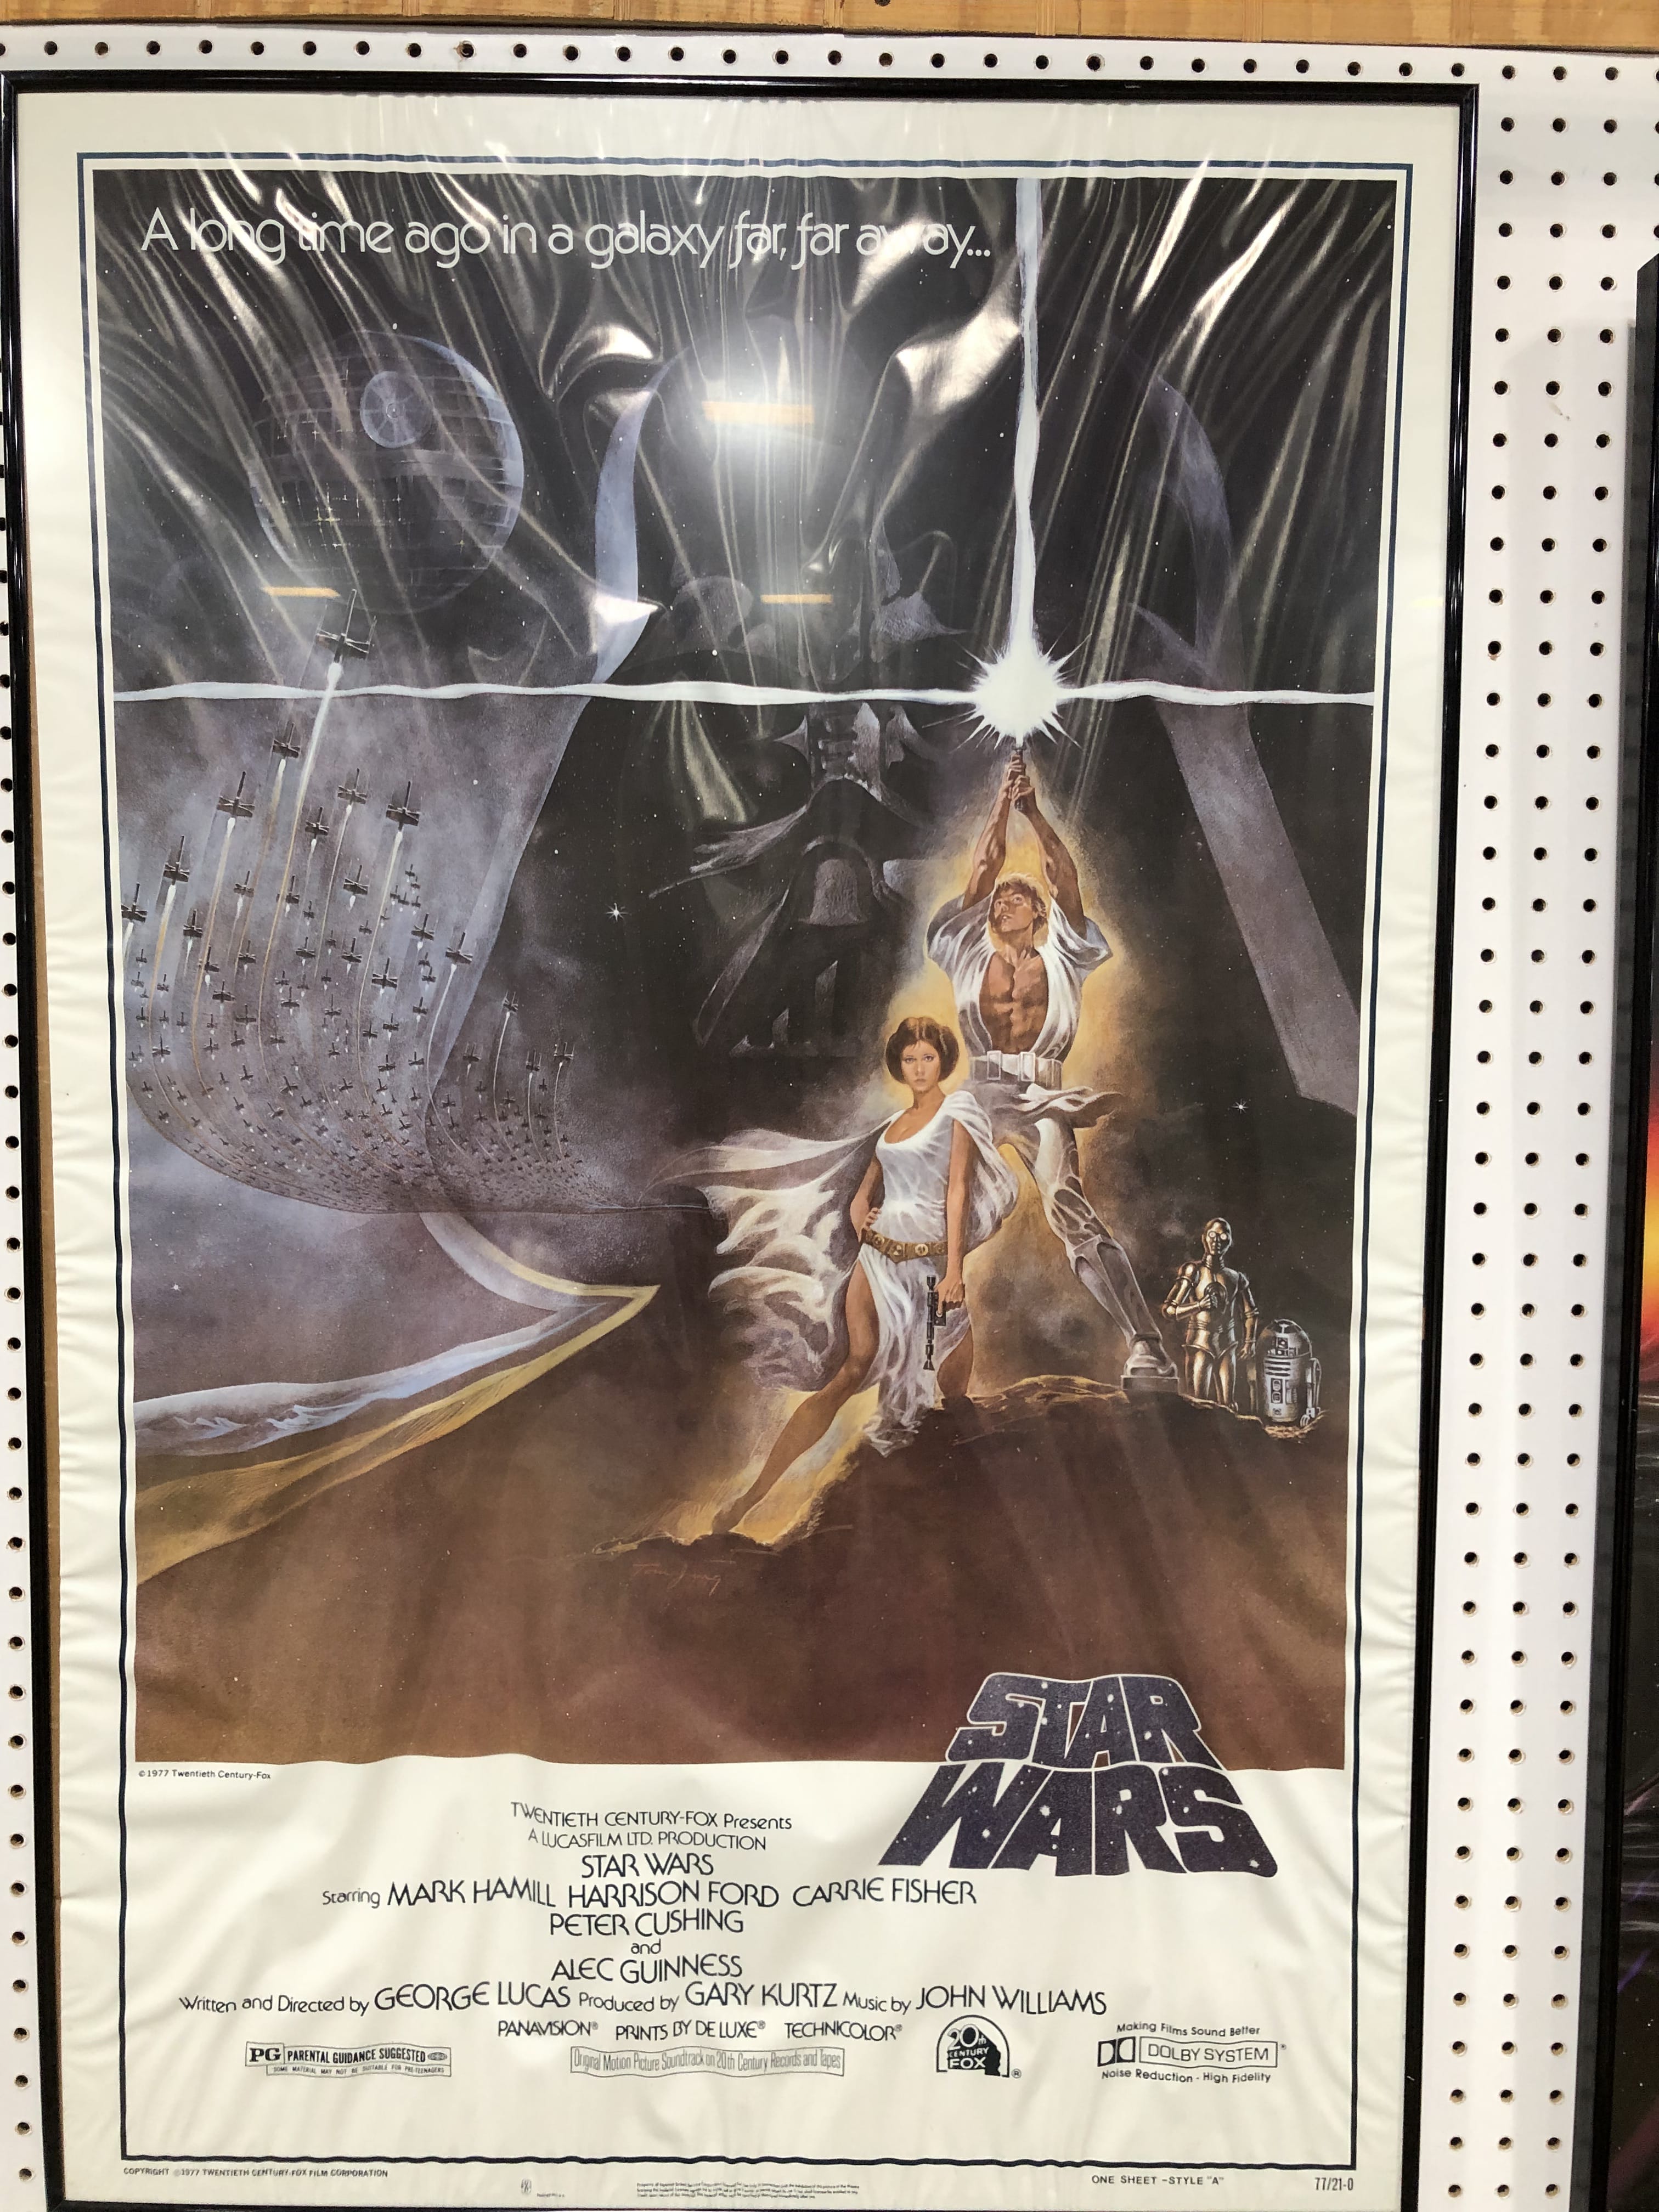 A long time ago in a galaxy far, far away...
©1977 Twentieth Century-Fox
STAR
WARS
TWENTIETH CENTURY-FOX Presents
A LUCASFILM LTD. PRODUCTION
STAR WARS
Starring MARK HAMILL HARRISON FORD CARRIE FISHER
PETER CUSHING
and
ALEC GUINNESS
Written and Directed by GEORGE LUCAS Produced by GARY KURTZ Music by JOHN WILLIAMS
PANAVISION® PRINTS BY DE LUXE® TECHNICOLOR®
PG PARENTAL GUIDANCE SUGGESTED
SOME MATERIAL MAY NOT BE SUITABLE FOR PRE-TEENAGERS
Original Motion Picture Soundtrack on 20th Century Records and Tapes
20th
CENTURY
FOX
®
Making Films Sound Better
DOLBY SYSTEM®
Noise Reduction · High Fidelity
COPYRIGHT ©1977 TWENTIETH CENTURY-FOX FILM CORPORATION
ONE SHEET -STYLE "A"
77/21-0